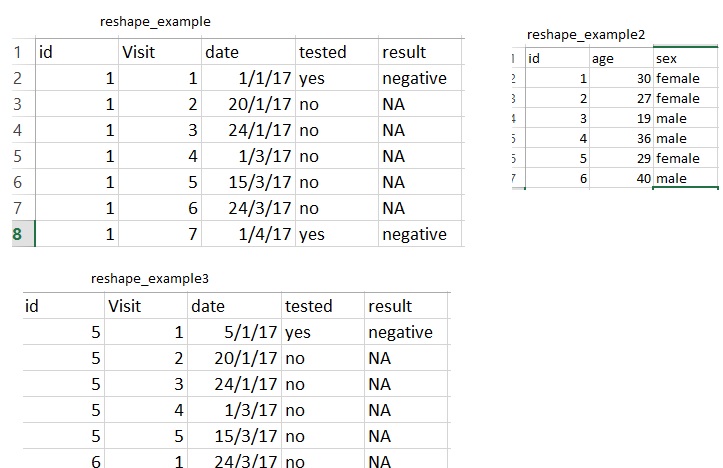 reshape_example
1 id Visit date tested result
2 1 1 1/1/17 yes negative
3 1 2 20/1/17 no NA
4 1 3 24/1/17 no NA
5 1 4 1/3/17 no NA
6 1 5 15/3/17 no NA
7 1 6 24/3/17 no NA
8 1 7 1/4/17 yes negative
reshape_example2
1 id age sex
2 1 30 female
3 2 27 female
4 3 19 male
5 4 36 male
6 5 29 female
7 6 40 male
reshape_example3
id Visit date tested result
5 1 5/1/17 yes negative
5 2 20/1/17 no NA
5 3 24/1/17 no NA
5 4 1/3/17 no NA
5 5 15/3/17 no NA
6 1 24/3/17 no NA